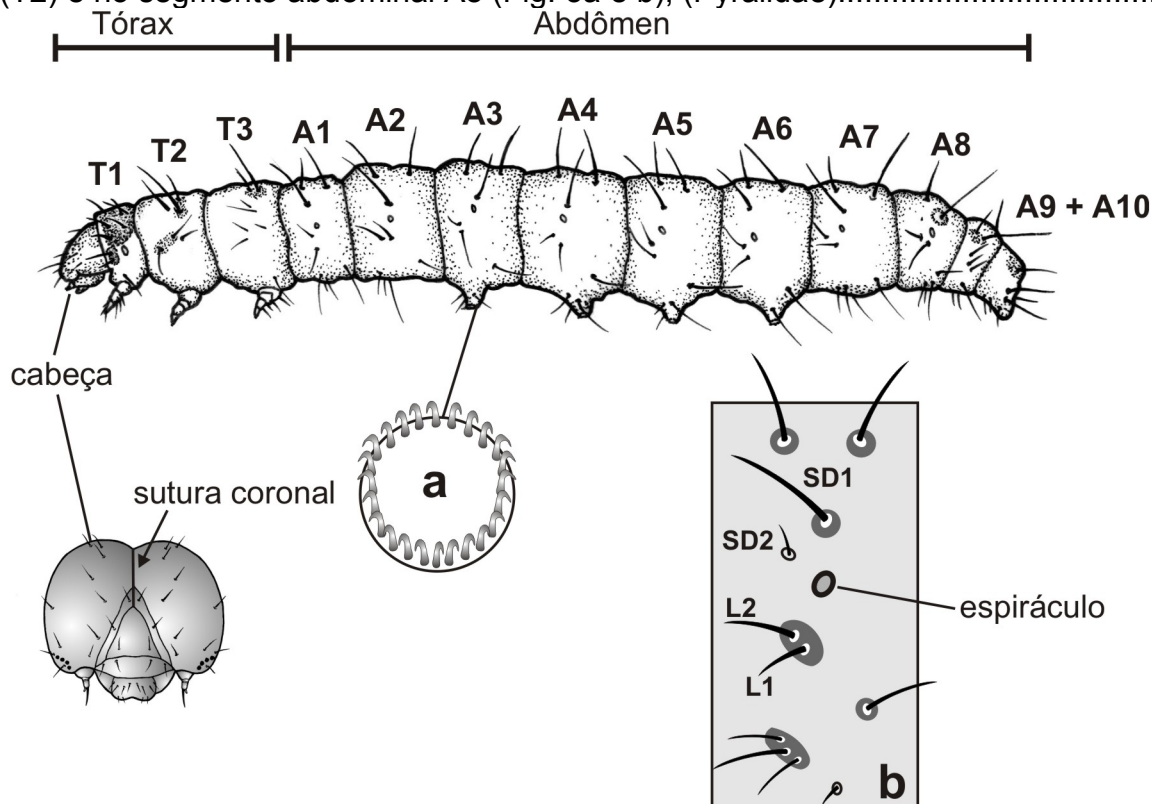 Tórax
Abdômen
T1
T2
T3
A1
A2
A3
A4
A5
A6
A7
A8
A9 + A10
cabeça
sutura coronal
a
SD1
SD2
espiráculo
L2
L1
b